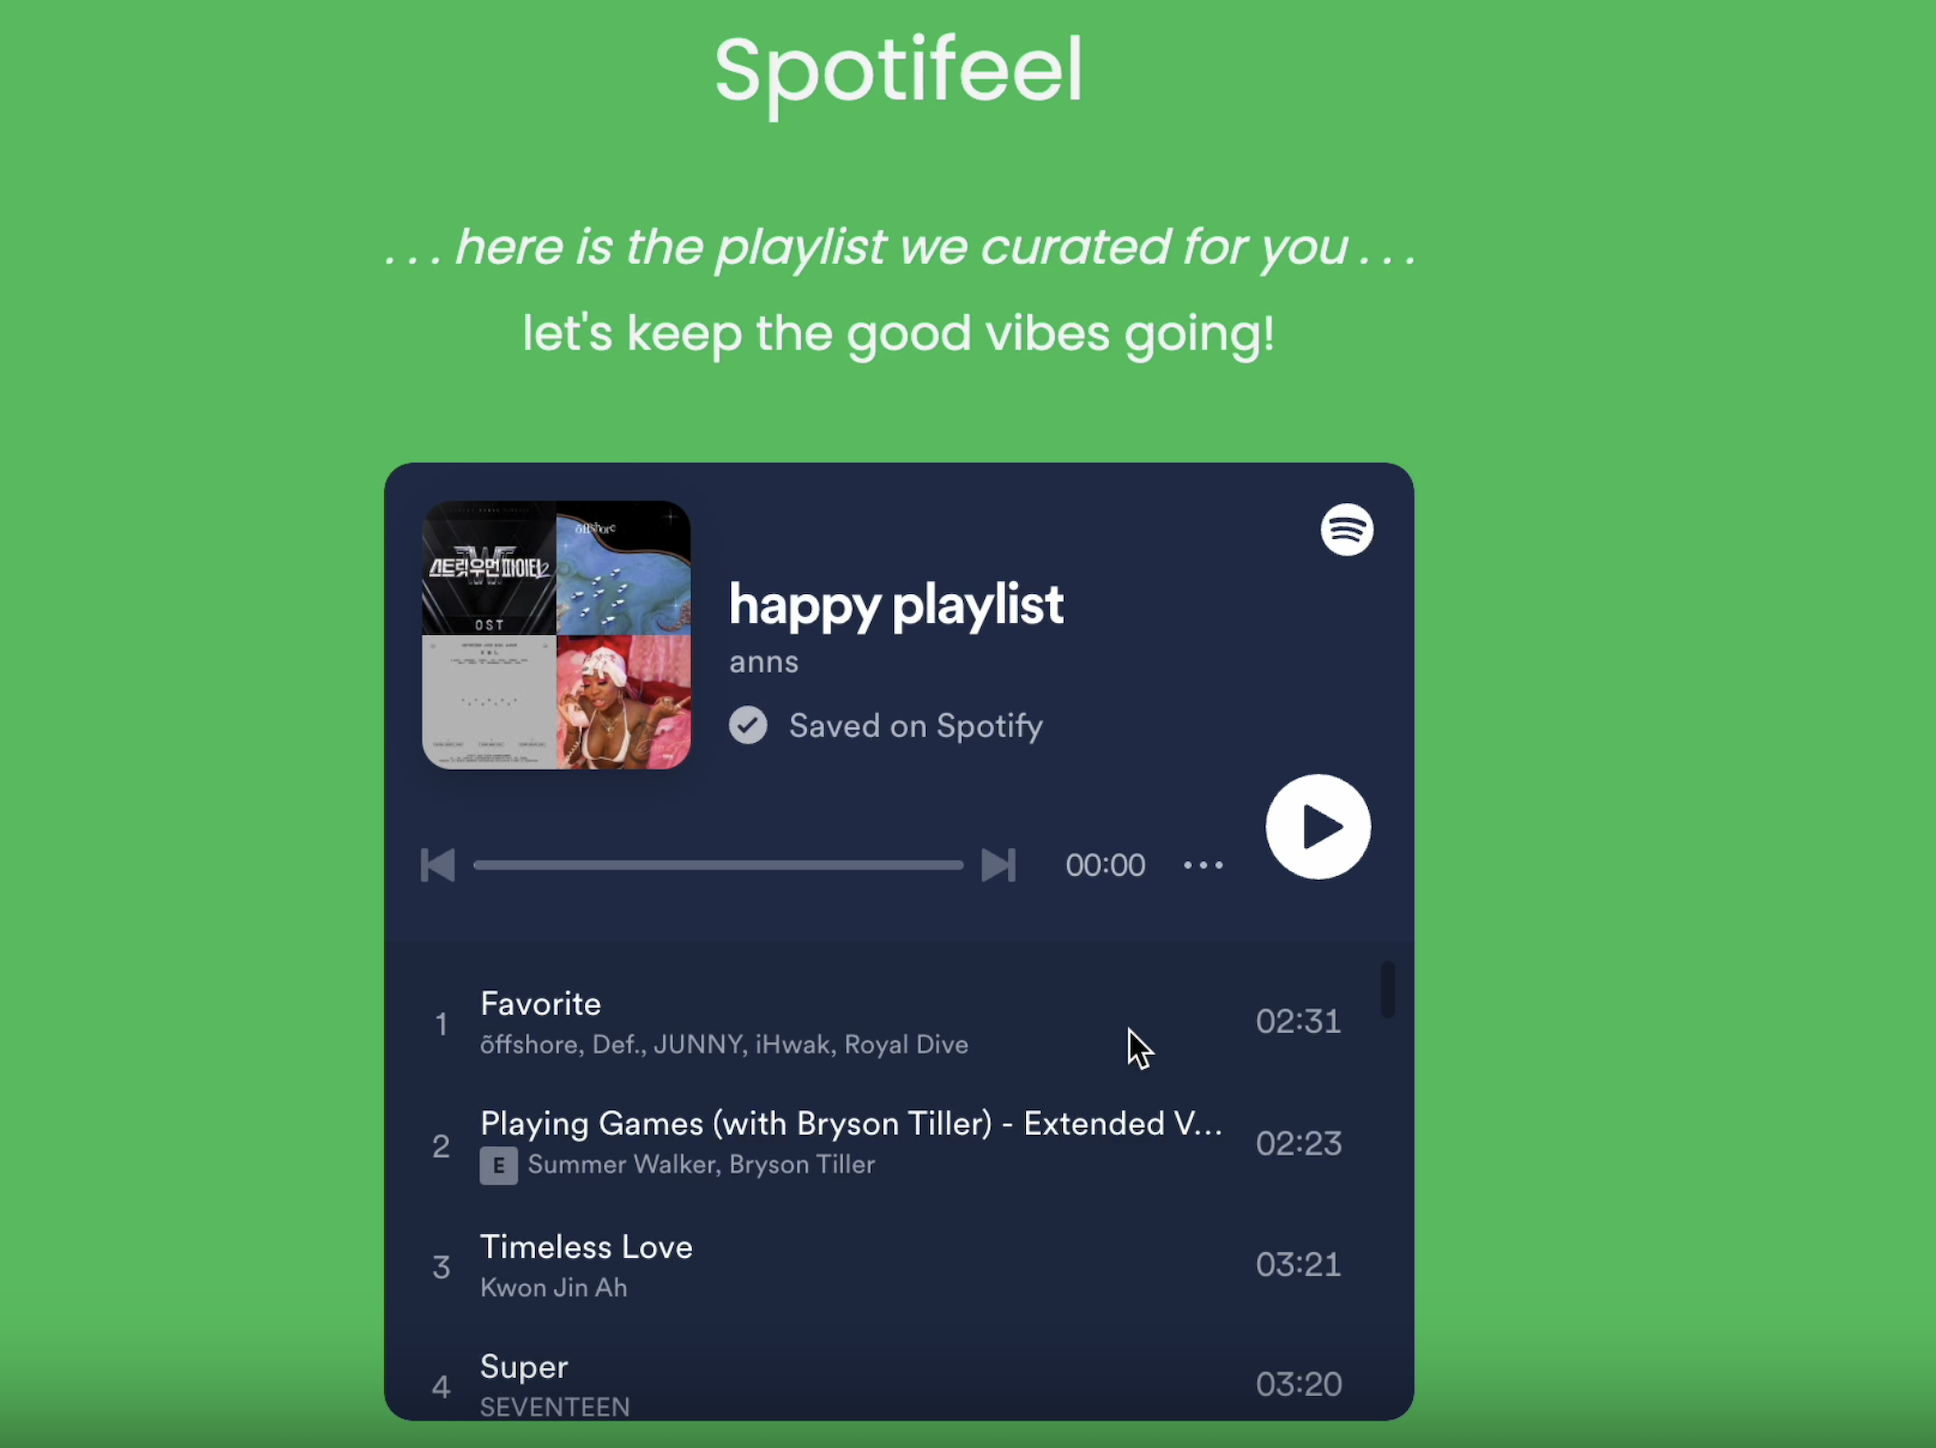 Spotifeel
. . . here is the playlist we curated for you . . .
let's keep the good vibes going!
스트릿 우먼 파이터2
OST
õffshore
happy playlist
anns
Saved on Spotify
00:00
1
Favorite
õffshore, Def., JUNNY, iHwak, Royal Dive
02:31
2
Playing Games (with Bryson Tiller) - Extended V...
E Summer Walker, Bryson Tiller
02:23
3
Timeless Love
Kwon Jin Ah
03:21
4
Super
SEVENTEEN
03:20